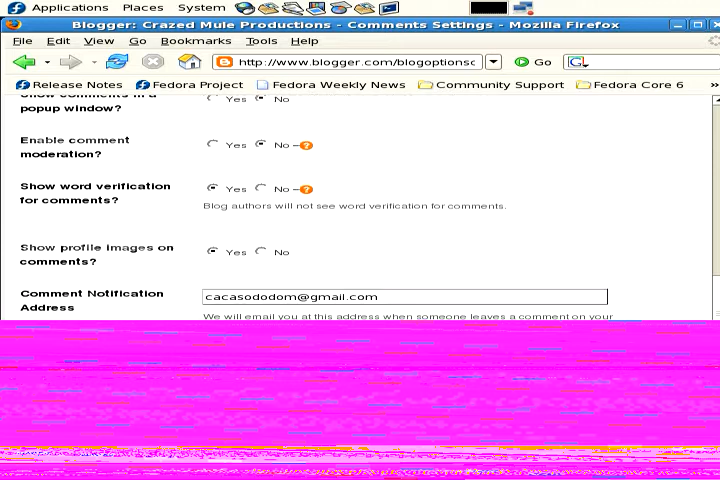 Applications Places System
Blogger: Crazed Mule Productions - Comments Settings - Mozilla Firefox
File Edit View Go Bookmarks Tools Help
http://www.blogger.com/blogoptionsc Go G
Release Notes Fedora Project Fedora Weekly News Community Support Fedora Core 6 »
Show comments in a
popup window? Yes No
Enable comment
moderation? Yes No – ?
Show word verification
for comments? Yes No – ?
Blog authors will not see word verification for comments.
Show profile images on
comments? Yes No
Comment Notification
Address
cacasododom@gmail.com
We will email you at this address when someone leaves a comment on your